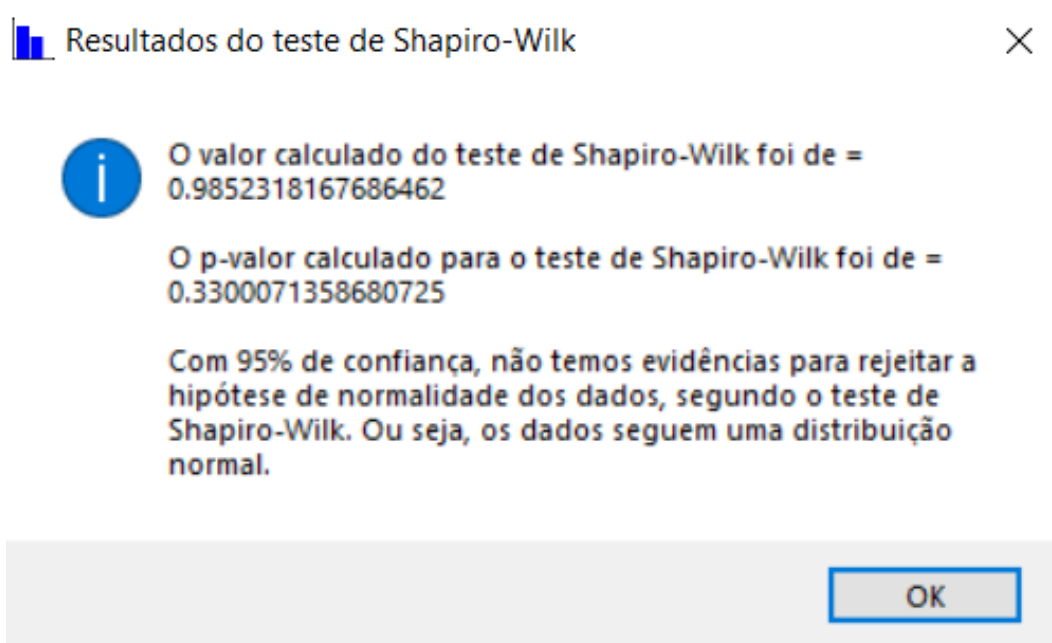 Resultados do teste de Shapiro-Wilk
O valor calculado do teste de Shapiro-Wilk foi de =
0.9852318167686462
O p-valor calculado para o teste de Shapiro-Wilk foi de =
0.3300071358680725
Com 95% de confiança, não temos evidências para rejeitar a
hipótese de normalidade dos dados, segundo o teste de
Shapiro-Wilk. Ou seja, os dados seguem uma distribuição
normal.
OK